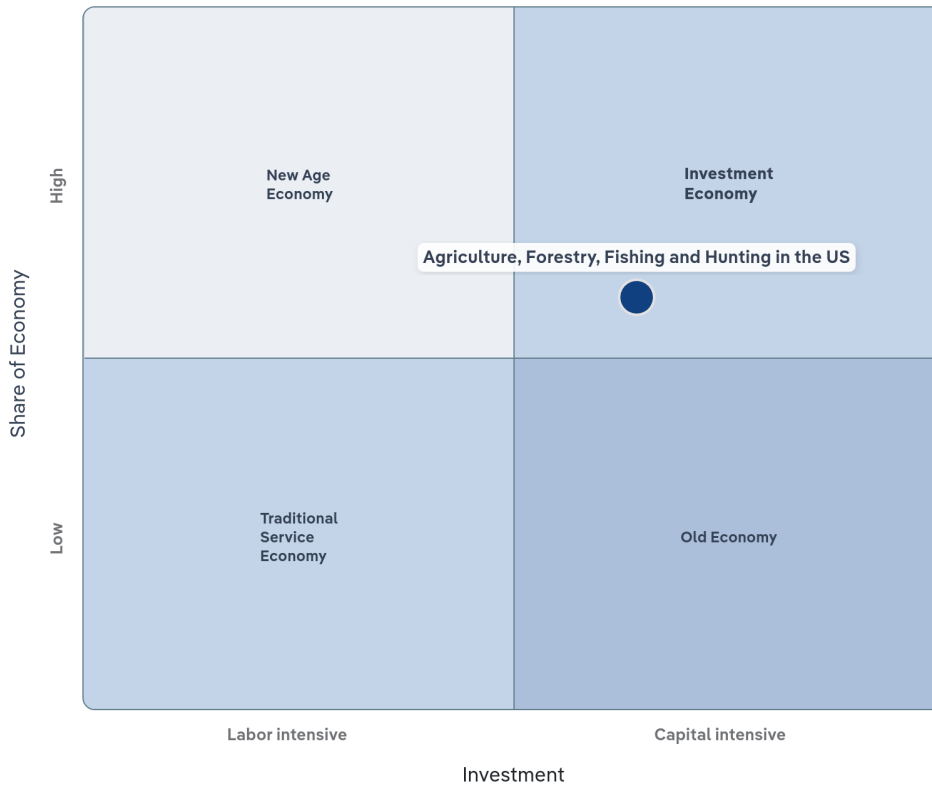 New Age
Economy
Investment
Economy
Agriculture, Forestry, Fishing and Hunting in the US
Traditional
Service
Economy
Old Economy
High
Low
Share of Economy
Labor intensive
Capital intensive
Investment